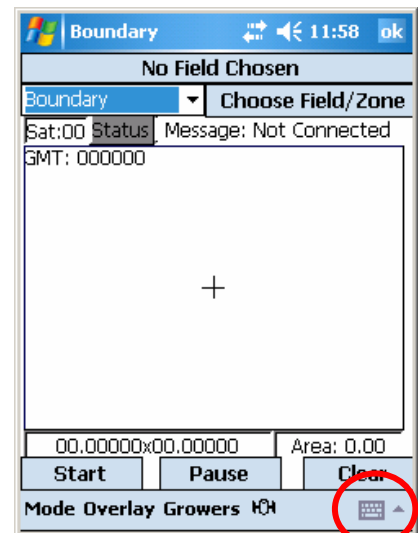 Boundary 11:58 ok
No Field Chosen
Boundary Choose Field/Zone
Sat:00 Status Message: Not Connected
GMT: 000000
00.00000x00.00000 Area: 0.00
Start Pause Clear
Mode Overlay Growers